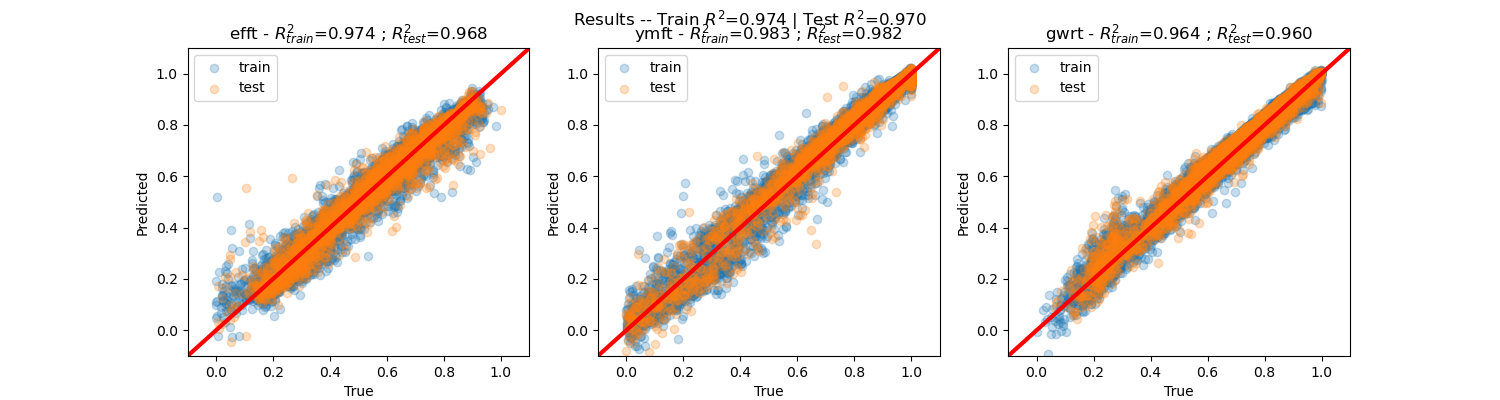 Results -- Train R²=0.974 | Test R²=0.970
efft - R²train=0.974 ; R²test=0.968
train
test
1.0
0.8
0.6
0.4
0.2
0.0
Predicted
0.0 0.2 0.4 0.6 0.8 1.0
True
ymft - R²train=0.983 ; R²test=0.982
train
test
1.0
0.8
0.6
0.4
0.2
0.0
Predicted
0.0 0.2 0.4 0.6 0.8 1.0
True
gwrt - R²train=0.964 ; R²test=0.960
train
test
1.0
0.8
0.6
0.4
0.2
0.0
Predicted
0.0 0.2 0.4 0.6 0.8 1.0
True